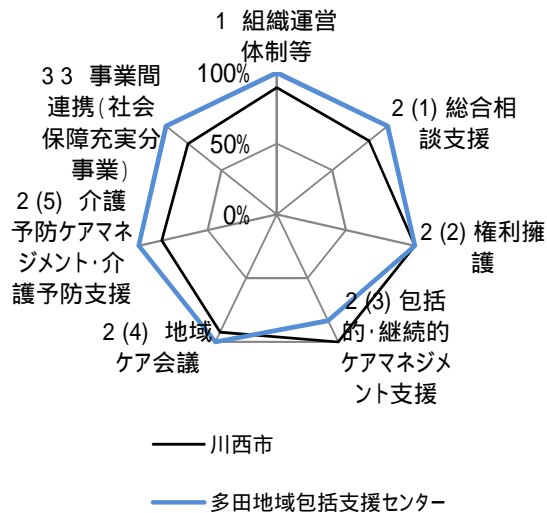 1 組織運営
体制等
100%
50%
0%
2 (1) 総合相
談支援
2 (2) 権利擁
護
2 (3) 包括
的・継続的
ケアマネジメ
ント支援
2 (4) 地域
ケア会議
2 (5) 介護
予防ケアマネ
ジメント・介
護予防支援
3 3 事業間
連携(社会
保障充実分
事業)
川西市
多田地域包括支援センター